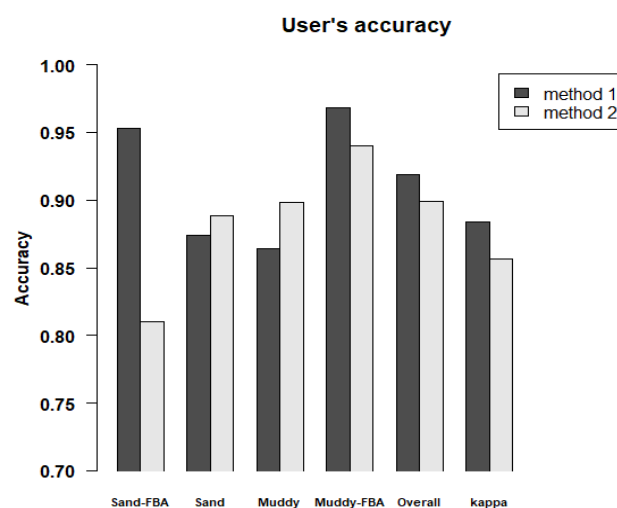 User's accuracy
method 1
method 2
Accuracy
1.00
0.95
0.90
0.85
0.80
0.75
0.70
Sand-FBA Sand Muddy Muddy-FBA Overall kappa